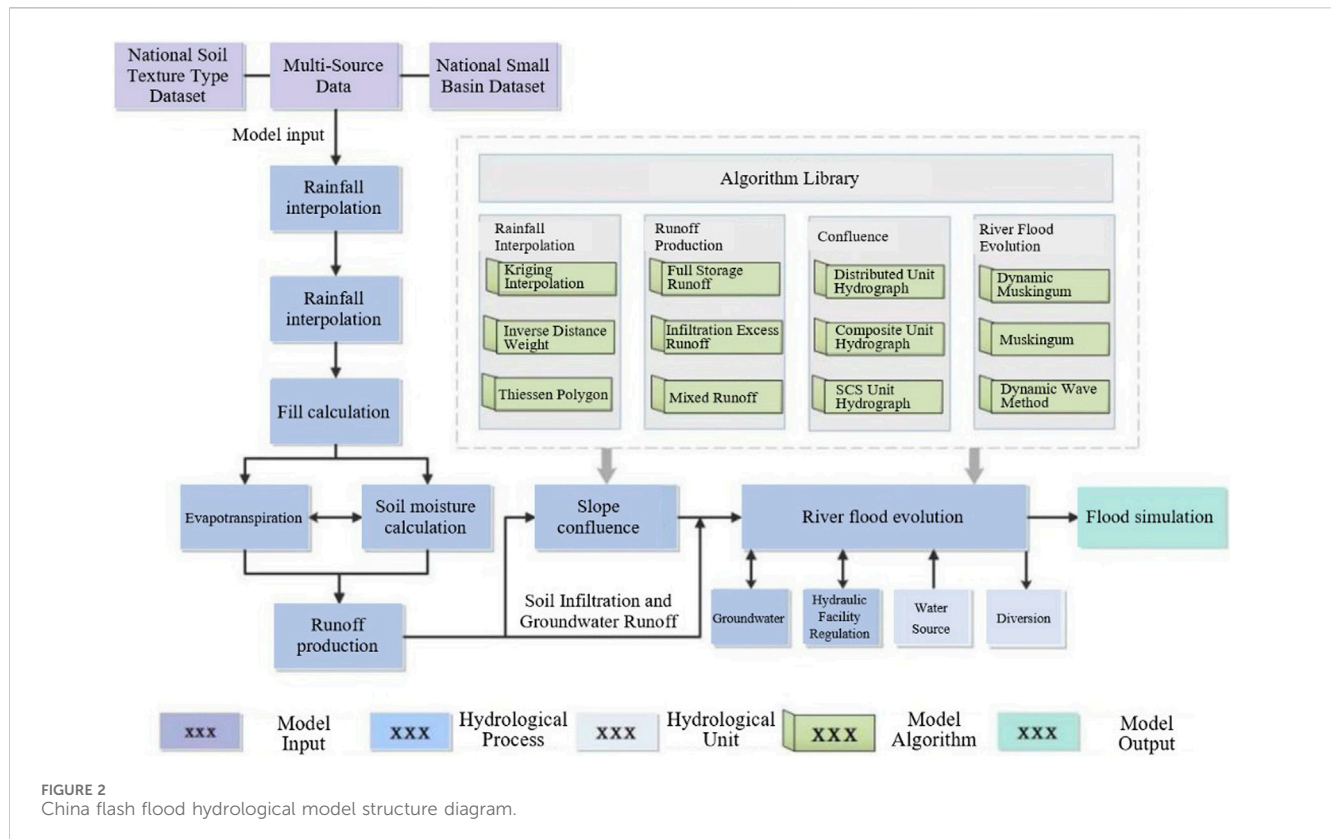 National Soil
Texture Type
Dataset
Multi-Source
Data
National Small
Basin Dataset
Model input
Rainfall
interpolation
Rainfall
interpolation
Fill calculation
Evapotranspiration
Soil moisture
calculation
Runoff
production
Algorithm Library
Rainfall
Interpolation
Kriging
Interpolation
Inverse Distance
Weight
Thiessen Polygon
Runoff
Production
Full Storage
Runoff
Infiltration Excess
Runoff
Mixed Runoff
Confluence
Distributed Unit
Hydrograph
Composite Unit
Hydrograph
SCS Unit
Hydrograph
River Flood
Evolution
Dynamic
Muskingum
Muskingum
Dynamic Wave
Method
Slope
confluence
River flood evolution
Flood simulation
Soil Infiltration and
Groundwater Runoff
Groundwater
Hydraulic
Facility
Regulation
Water
Source
Diversion
XXX
Model
Input
XXX
Hydrological
Process
XXX
Hydrological
Unit
XXX
Model
Algorithm
XXX
Model
Output
FIGURE 2
China flash flood hydrological model structure diagram.